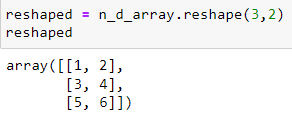 reshaped = n_d_array.reshape(3,2)
reshaped
array([[1, 2],
       [3, 4],
       [5, 6]])